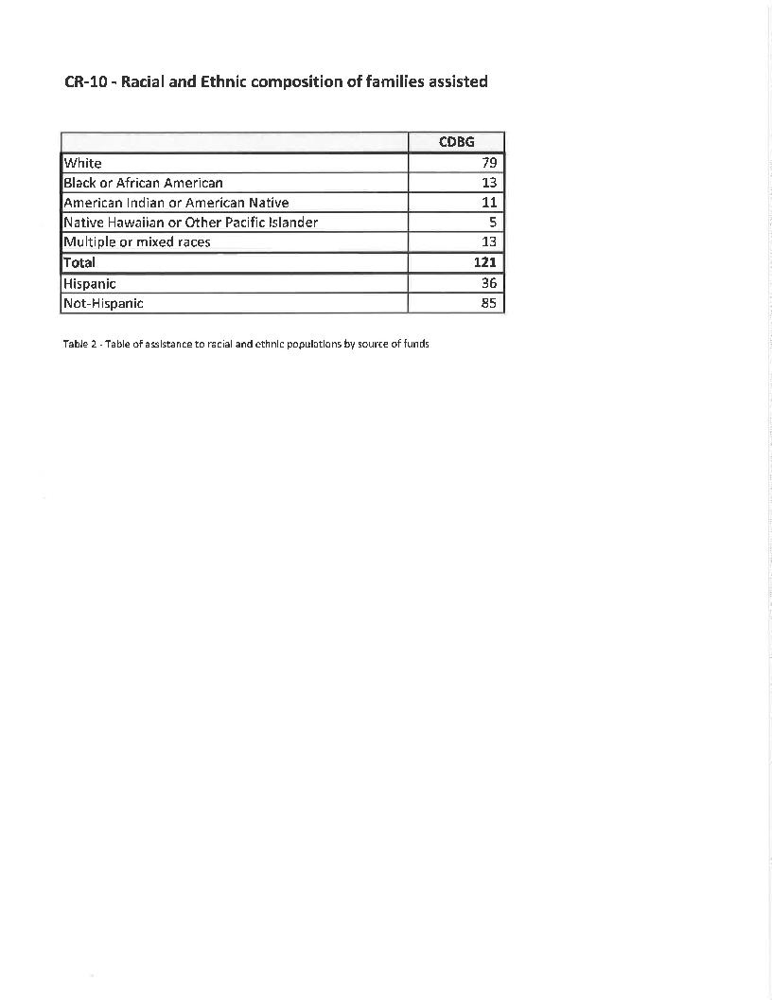 CR-10 - Racial and Ethnic composition of families assisted
CDBG
White 79
Black or African American 13
American Indian or American Native 11
Native Hawaiian or Other Pacific Islander 5
Multiple or mixed races 13
Total 121
Hispanic 36
Not-Hispanic 85
Table 2 - Table of assistance to racial and ethnic populations by source of funds